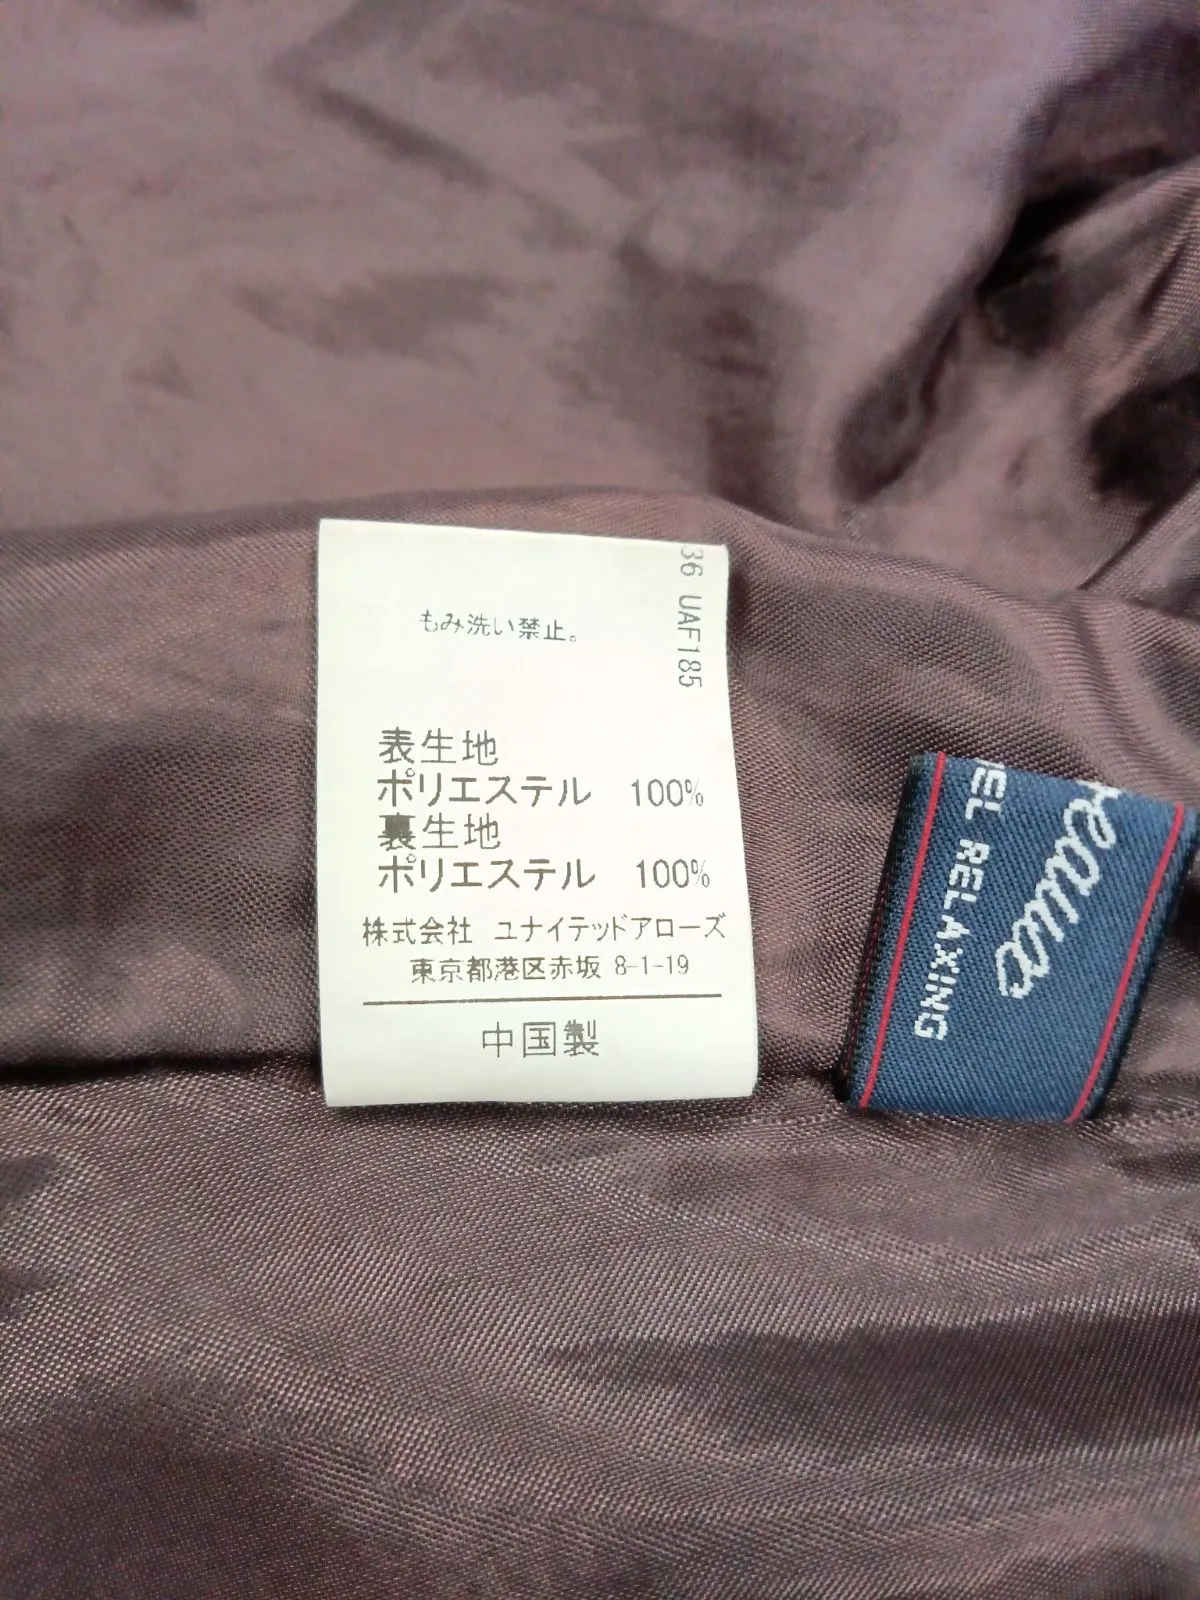 36 UAF185
もみ洗い禁止。
表生地
ポリエステル 100%
裏生地
ポリエステル 100%
株式会社 ユナイテッドアローズ
東京都港区赤坂 8-1-19
中国製
RELAXING